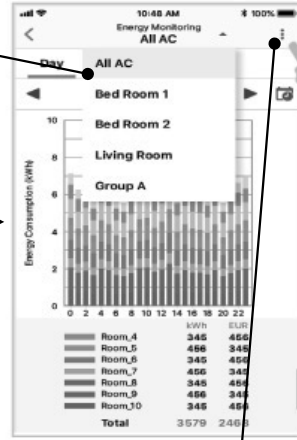 10:48 AM 100%
Energy Monitoring
All AC
Day
All AC
Bed Room 1
Bed Room 2
Living Room
Group A
10
8
6
4
2
0
Energy Consumption (kWh)
0 2 4 6 8 10 12 14 16 18 20 22
kWh EUR
Room_4 345 456
Room_5 456 345
Room_6 345 456
Room_7 456 345
Room_8 345 456
Room_9 456 345
Room_10 345 456
Total 3579 2463